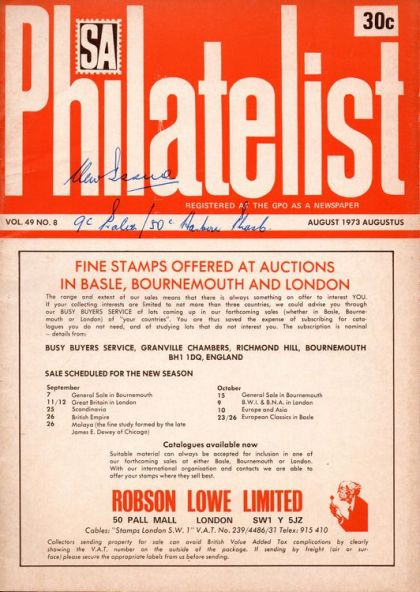 30c
SA
Philatelist
New Issue
REGISTERED AT THE GPO AS A NEWSPAPER
VOL. 49 NO. 8
AUGUST 1973 AUGUSTUS
9c / 50c Harbour
FINE STAMPS OFFERED AT AUCTIONS
IN BASLE, BOURNEMOUTH AND LONDON
The range and extent of our sales means that there is always something on offer to interest YOU.
If your collecting interests are limited to not more than three countries, we could advise you through
our BUSY BUYERS SERVICE of lots coming up in our forthcoming sales (whether in Basle, Bourne-
mouth or London) of "your countries". You are thus saved the expense of subscribing for cata-
logues you do not need, and of studying lots that do not interest you. The subscription is nominal
– details from:
BUSY BUYERS SERVICE, GRANVILLE CHAMBERS, RICHMOND HILL, BOURNEMOUTH
BH1 1DQ, ENGLAND
SALE SCHEDULED FOR THE NEW SEASON
September
7 General Sale in Bournemouth
11/12 Great Britain in London
25 Scandinavia
26 British Empire
26 Malaya (the fine study formed by the late
James E. Dewey of Chicago)
October
15 General Sale in Bournemouth
9 B.W.I. & B.N.A. in London
10 Europe and Asia
23/26 European Classics in Basle
Catalogues available now
Suitable material can always be accepted for inclusion in one of
our forthcoming sales at either Basle, Bournemouth or London.
With our international organisation and contacts we are able to
offer your stamps where they sell best.
ROBSON LOWE LIMITED
50 PALL MALL LONDON SW1 Y 5JZ
Cables: "Stamps London S.W. 1" V.A.T. No. 239/4486/31 Telex: 915 410
Collectors sending property for sale can avoid British Value Added Tax complications by clearly
showing the V.A.T. number on the outside of the package. If sending by freight (air or sur-
face) please secure the appropriate labels from us before sending.